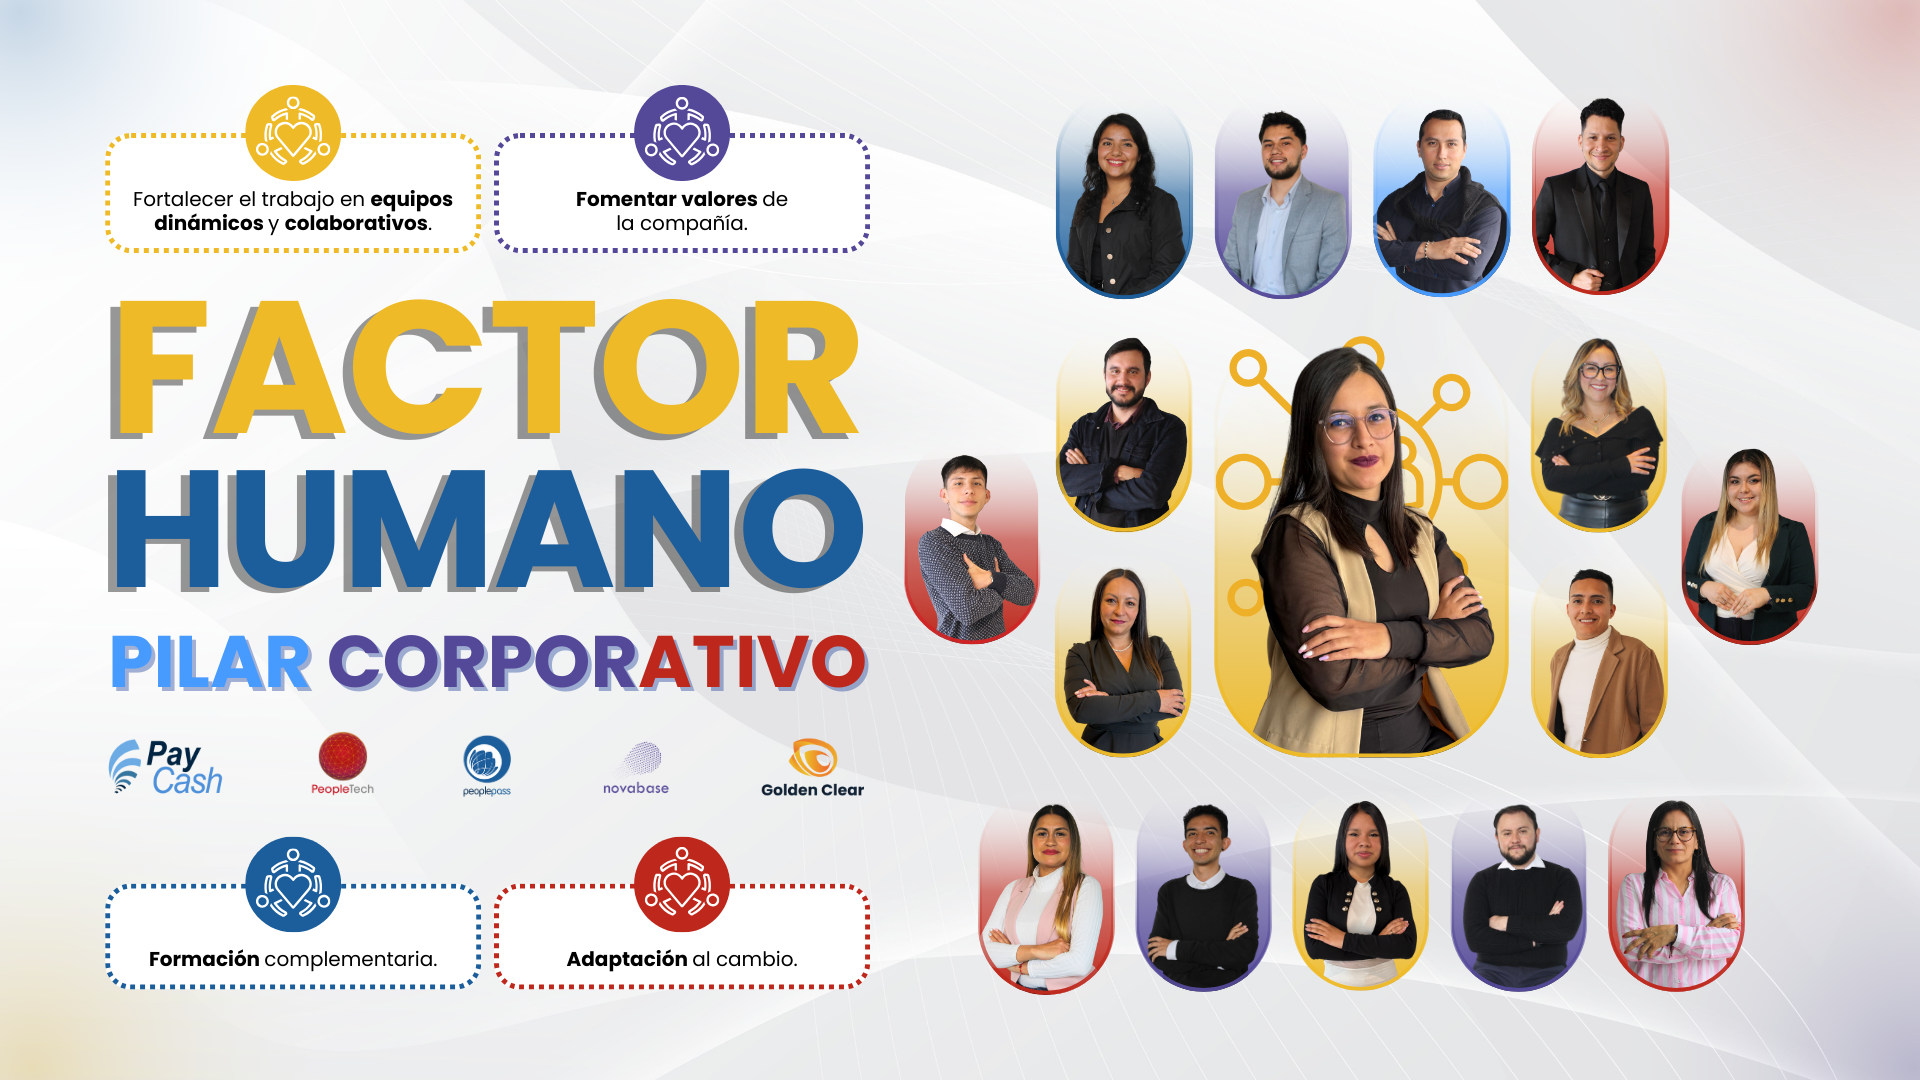 Fortalecer el trabajo en equipos
dinámicos y colaborativos.
Fomentar valores de
la compañía.
FACTOR
HUMANO
PILAR CORPORATIVO
Pay
Cash
PeopleTech
peoplepass
novabase
Golden Clear
Formación complementaria.
Adaptación al cambio.